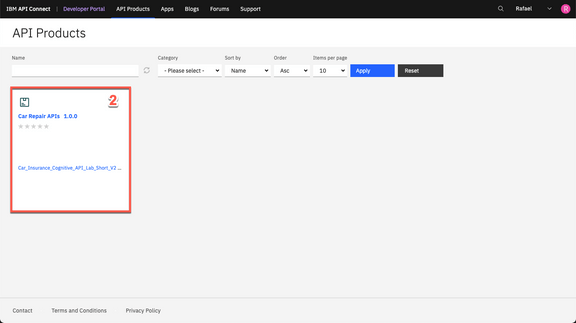 IBM API Connect | Developer Portal API Products Apps Blogs Forums Support Rafael R
API Products
Name Category Sort by Order Items per page
- Please select - Name Asc 10 Apply Reset
2
Car Repair APIs 1.0.0
Car_Insurance_Cognitive_API_Lab_Short_V2 ...
Contact Terms and Conditions Privacy Policy